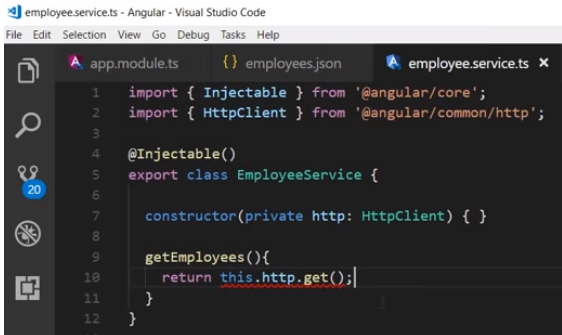 employee.service.ts - Angular - Visual Studio Code
File Edit Selection View Go Debug Tasks Help
app.module.ts {} employees.json employee.service.ts ×
1 import { Injectable } from '@angular/core';
2 import { HttpClient } from '@angular/common/http';
3
4 @Injectable()
5 export class EmployeeService {
6
7 constructor(private http: HttpClient) { }
8
9 getEmployees(){
10 return this.http.get();
11 }
12 }
20